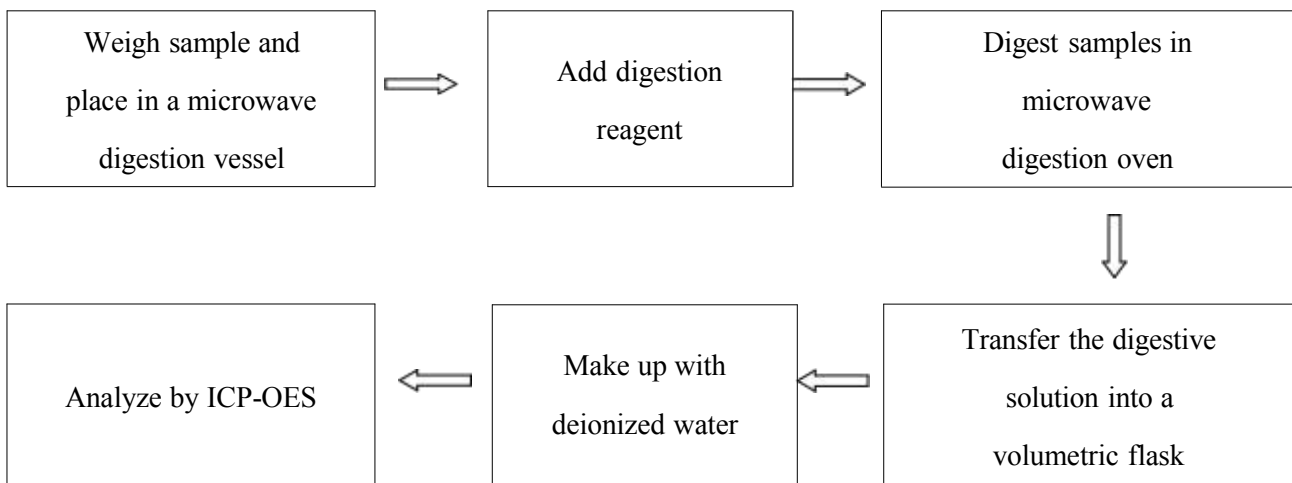 Weigh sample and
place in a microwave
digestion vessel
Add digestion
reagent
Digest samples in
microwave
digestion oven
Transfer the digestive
solution into a
volumetric flask
Make up with
deionized water
Analyze by ICP-OES